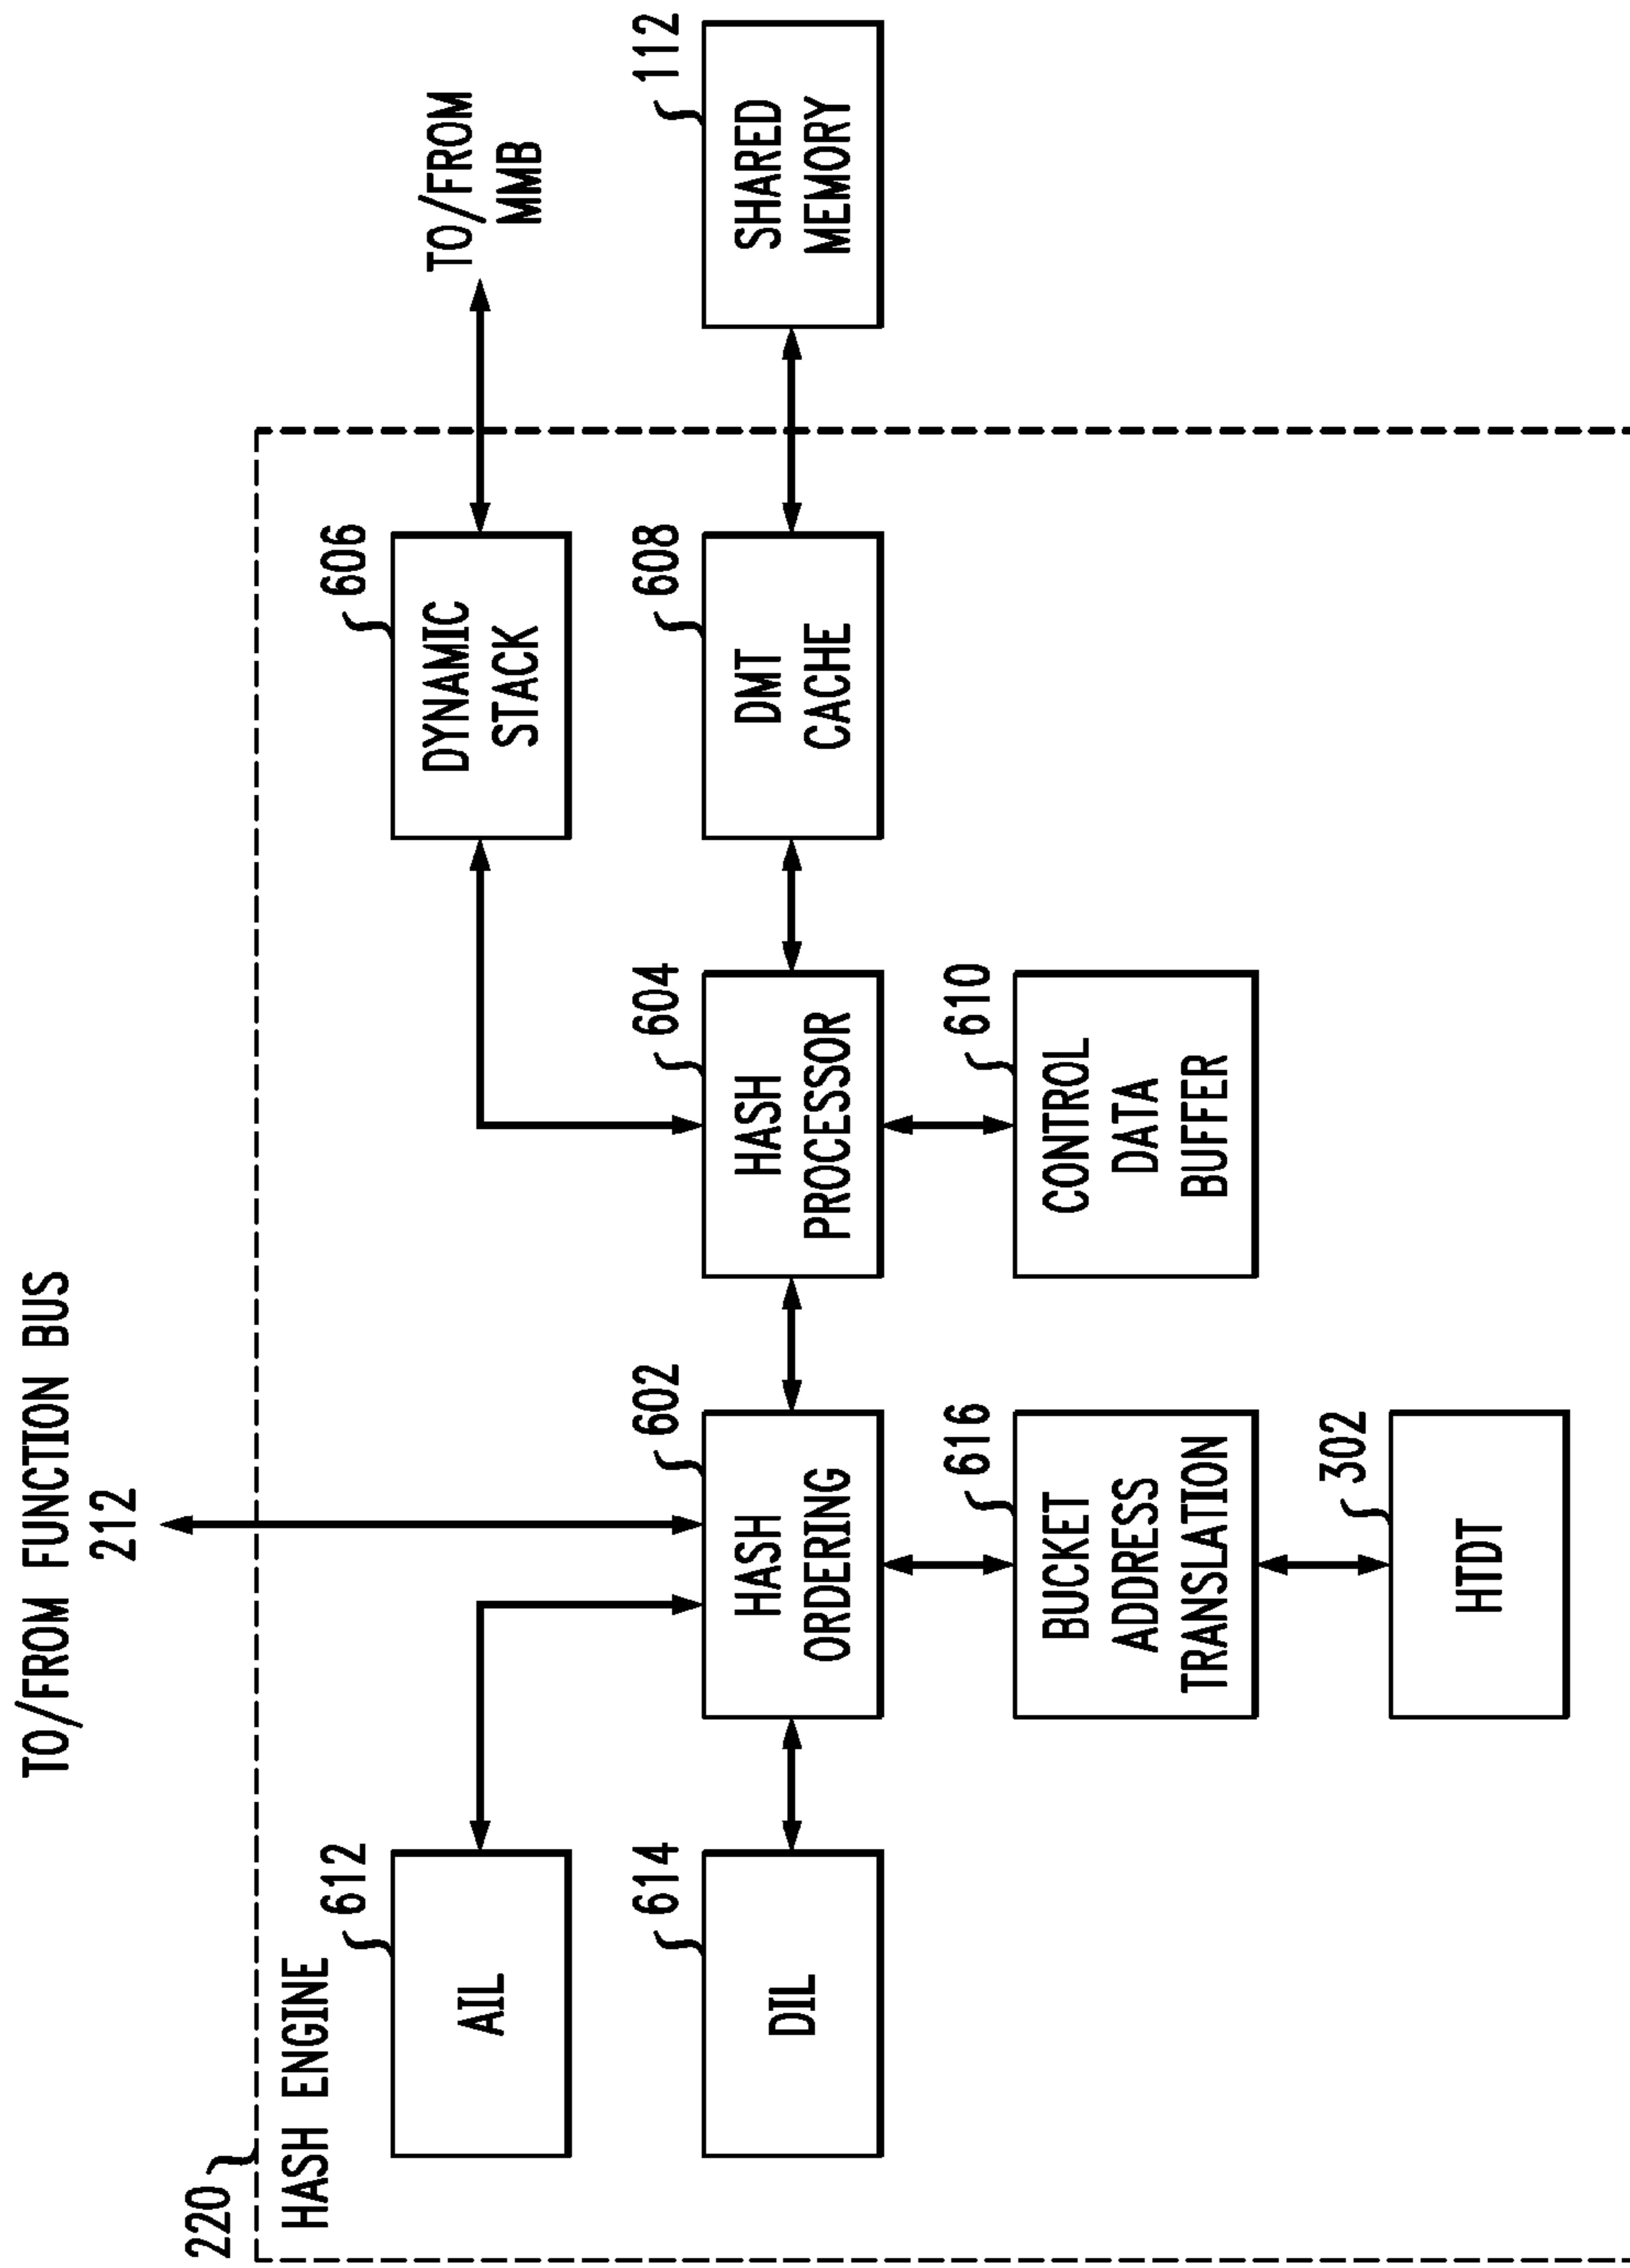 TO/FROM FUNCTION BUS
212
220
HASH ENGINE
612
AIL
606
DYNAMIC
STACK
TO/FROM
MMB
614
DIL
602
HASH
ORDERING
604
HASH
PROCESSOR
608
DMT
CACHE
112
SHARED
MEMORY
616
BUCKET
ADDRESS
TRANSLATION
610
CONTROL
DATA
BUFFER
302
HTDT